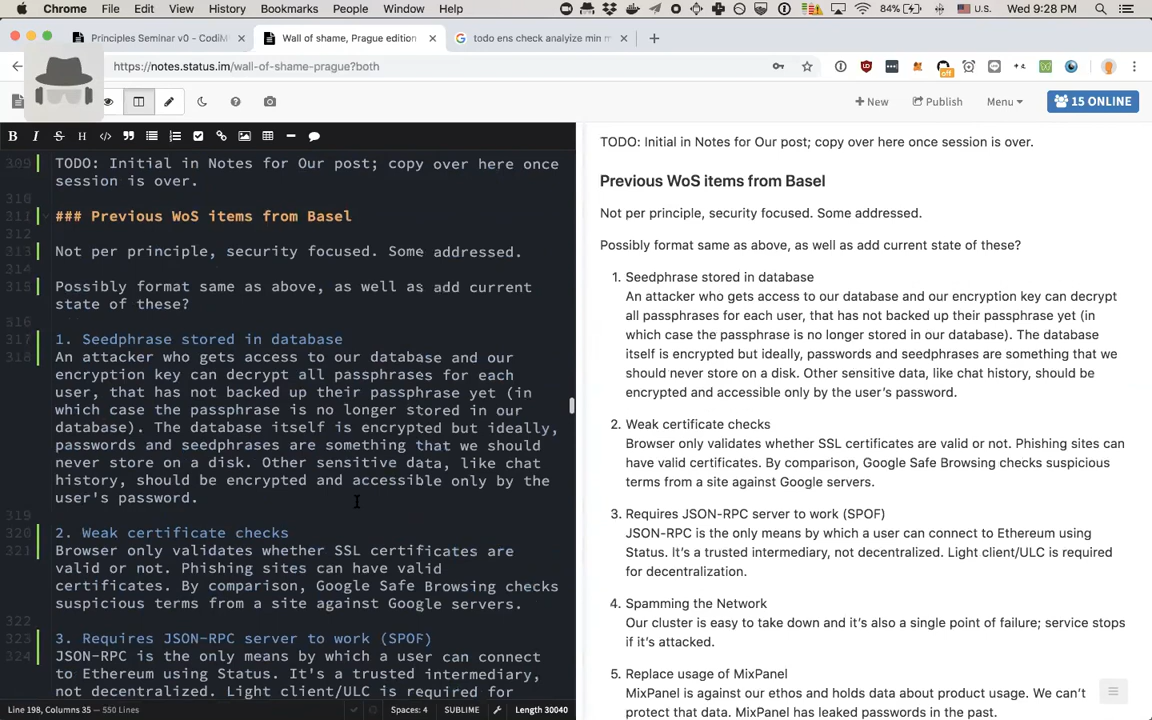 Chrome File Edit View History Bookmarks People Window Help 84% U.S. Wed 9:28 PM
Principles Seminar v0 - CodiM
Wall of shame, Prague edition
todo ens check analyize min m
https://notes.status.im/wall-of-shame-prague?both
off
New Publish Menu 15 ONLINE
B I S H
309 TODO: Initial in Notes for Our post; copy over here once
session is over.
310
311 ### Previous WoS items from Basel
312
313 Not per principle, security focused. Some addressed.
314
315 Possibly format same as above, as well as add current
state of these?
316
317 1. Seedphrase stored in database
318 An attacker who gets access to our database and our
encryption key can decrypt all passphrases for each
user, that has not backed up their passphrase yet (in
which case the passphrase is no longer stored in our
database). The database itself is encrypted but ideally,
passwords and seedphrases are something that we should
never store on a disk. Other sensitive data, like chat
history, should be encrypted and accessible only by the
user's password.
319
320 2. Weak certificate checks
321 Browser only validates whether SSL certificates are
valid or not. Phishing sites can have valid
certificates. By comparison, Google Safe Browsing checks
suspicious terms from a site against Google servers.
322
323 3. Requires JSON-RPC server to work (SPOF)
324 JSON-RPC is the only means by which a user can connect
to Ethereum using Status. It's a trusted intermediary,
not decentralized. Light client/ULC is required for
Line 198, Columns 35 — 550 Lines Spaces: 4 SUBLIME Length 30040
TODO: Initial in Notes for Our post; copy over here once session is over.
Previous WoS items from Basel
Not per principle, security focused. Some addressed.
Possibly format same as above, as well as add current state of these?
1. Seedphrase stored in database
An attacker who gets access to our database and our encryption key can decrypt
all passphrases for each user, that has not backed up their passphrase yet (in
which case the passphrase is no longer stored in our database). The database
itself is encrypted but ideally, passwords and seedphrases are something that we
should never store on a disk. Other sensitive data, like chat history, should be
encrypted and accessible only by the user's password.
2. Weak certificate checks
Browser only validates whether SSL certificates are valid or not. Phishing sites can
have valid certificates. By comparison, Google Safe Browsing checks suspicious
terms from a site against Google servers.
3. Requires JSON-RPC server to work (SPOF)
JSON-RPC is the only means by which a user can connect to Ethereum using
Status. It's a trusted intermediary, not decentralized. Light client/ULC is required
for decentralization.
4. Spamming the Network
Our cluster is easy to take down and it's also a single point of failure; service stops
if it's attacked.
5. Replace usage of MixPanel
MixPanel is against our ethos and holds data about product usage. We can't
protect that data. MixPanel has leaked passwords in the past.